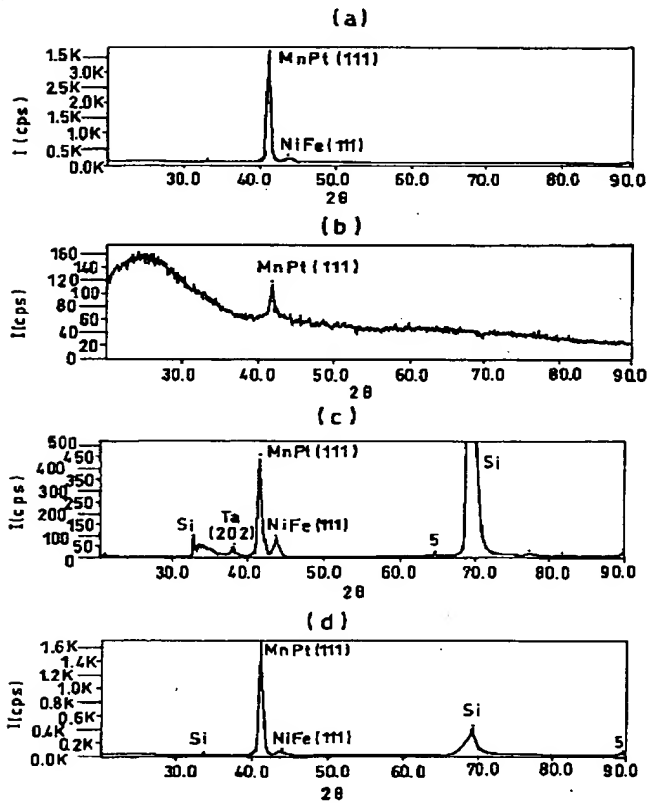 (a)
1.5K
3.0K
2.5K
2.0K
1.5K
1.0K
0.5K
0.0K
I(cps)
MnPt(111)
NiFe(111)
30.0 40.0 50.0 60.0 70.0 80.0 90.0
2θ
(b)
160
140
120
100
80
60
40
20
0
I(cps)
MnPt(111)
30.0 40.0 50.0 60.0 70.0 80.0 90.0
2θ
(c)
500
450
400
350
300
250
200
150
100
50
0
I(cps)
Si
Ta
(202)
MnPt(111)
NiFe(111)
5
Si
30.0 40.0 50.0 60.0 70.0 80.0 90.0
2θ
(d)
1.6K
1.4K
1.2K
1.0K
0.8K
0.6K
0.4K
0.2K
0.0K
I(cps)
MnPt(111)
Si
NiFe(111)
Si
5
30.0 40.0 50.0 60.0 70.0 80.0 90.0
2θ